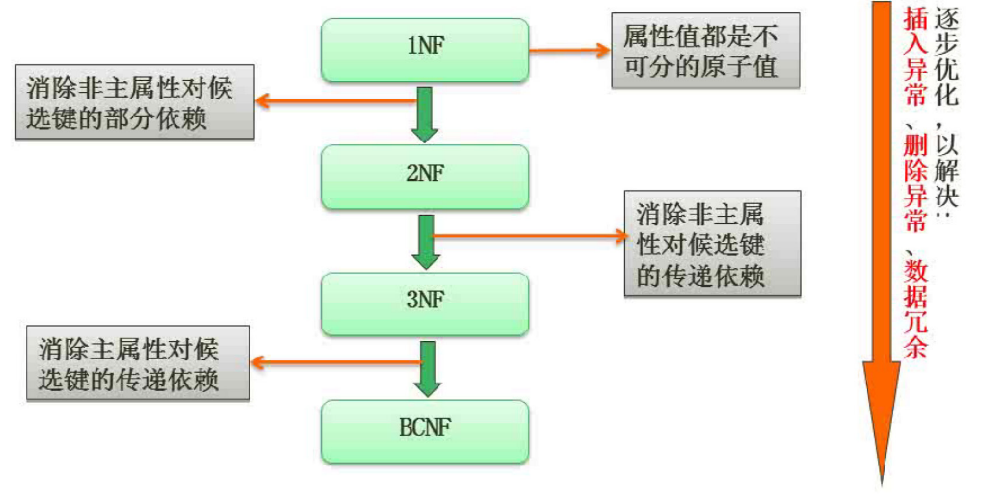 1NF
属性值都是不
可分的原子值
消除非主属性对候
选键的部分依赖
2NF
消除非主属
性对候选键
的传递依赖
3NF
消除主属性对候
选键的传递依赖
BCNF
逐步优化，以解决：
插入异常、删除异常、数据冗余